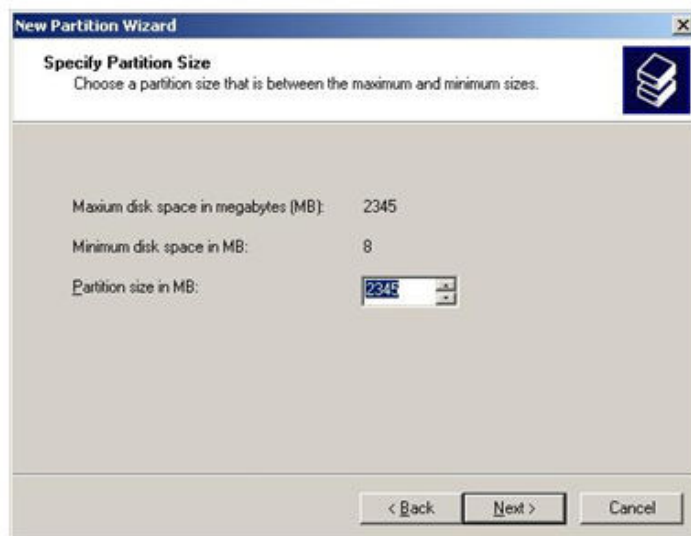 New Partition Wizard
Specify Partition Size
Choose a partition size that is between the maximum and minimum sizes.
Maxium disk space in megabytes (MB): 2345
Minimum disk space in MB: 8
Partition size in MB: 2345
< Back Next > Cancel